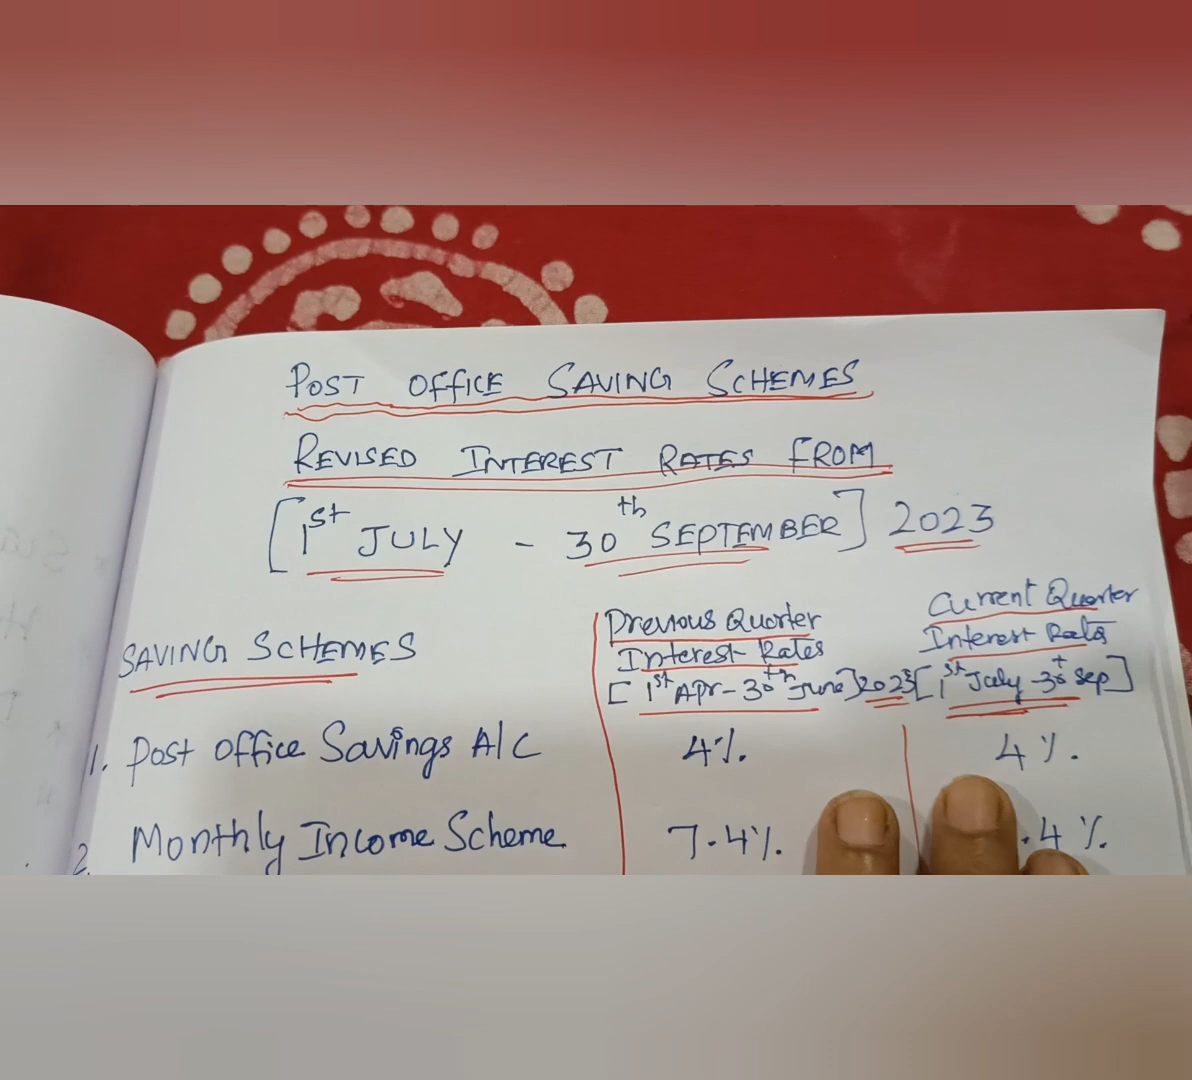 POST OFFICE SAVING SCHEMES
REVISED INTEREST RATES FROM
[1st JULY - 30th SEPTEMBER] 2023
SAVING SCHEMES
Previous Quarter
Interest Rates
[1st Apr - 30th June] 2023
Current Quarter
Interest Rates
[1st July - 30th Sep]
1. Post Office Savings A/C 4%. 4%.
2. Monthly Income Scheme 7.4%. .4%.